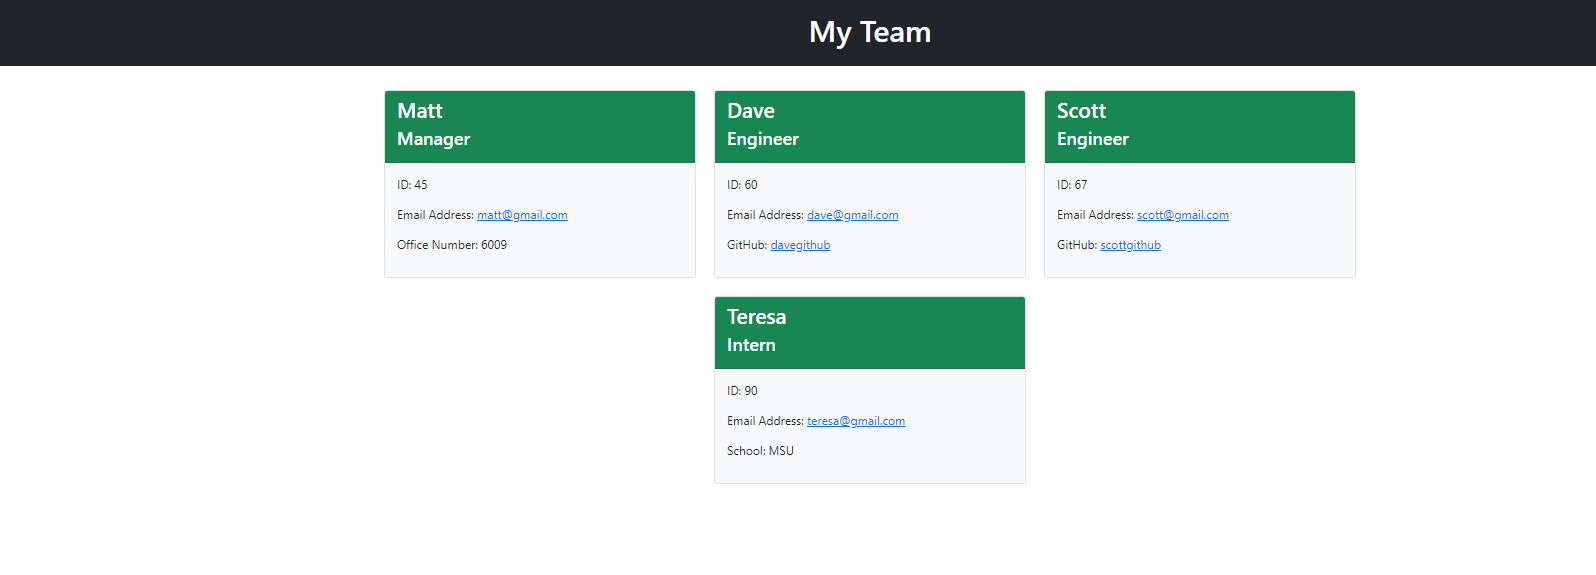 My Team
Matt
Manager
ID: 45
Email Address: matt@gmail.com
Office Number: 6009
Dave
Engineer
ID: 60
Email Address: dave@gmail.com
GitHub: davegithub
Scott
Engineer
ID: 67
Email Address: scott@gmail.com
GitHub: scottgithub
Teresa
Intern
ID: 90
Email Address: teresa@gmail.com
School: MSU